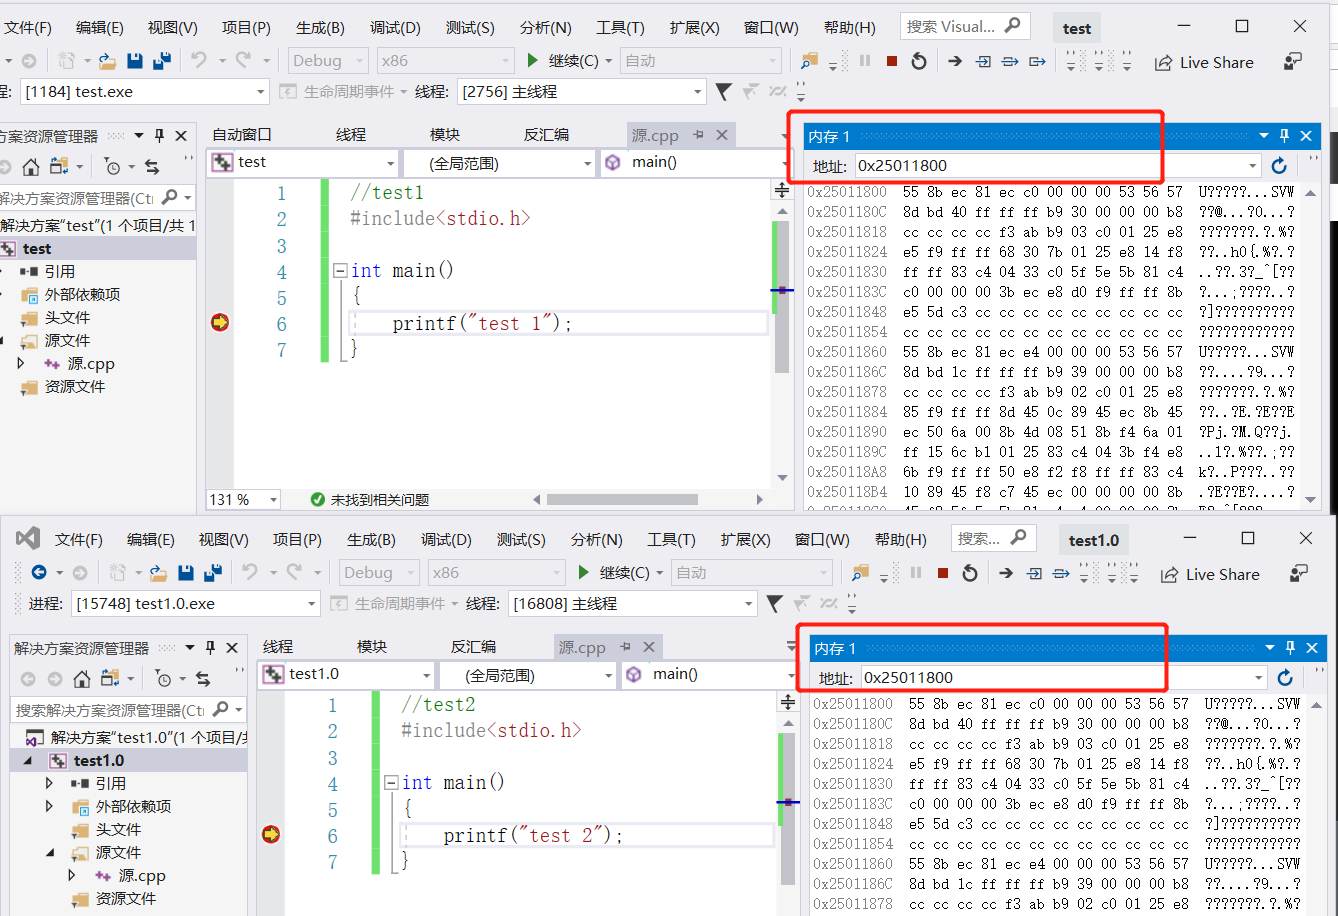 文件(F) 编辑(E) 视图(V) 项目(P) 生成(B) 调试(D) 测试(S) 分析(N) 工具(T) 扩展(X) 窗口(W) 帮助(H) 搜索 Visual... test
Debug x86 继续(C) 自动 Live Share
程: [1184] test.exe 生命周期事件 线程: [2756] 主线程
方案资源管理器
解决方案资源管理器(Ctr
解决方案“test”(1 个项目/共 1
test
引用
外部依赖项
头文件
源文件
源.cpp
资源文件
自动窗口 线程 模块 反汇编 源.cpp
test (全局范围) main()
1 //test1
2 #include<stdio.h>
3
4 int main()
5 {
6 printf("test 1");
7 }
131 % 未找到相关问题
内存 1
地址: 0x25011800
0x25011800 55 8b ec 81 ec c0 00 00 00 53 56 57 U?????...SVW
0x2501180C 8d bd 40 ff ff ff b9 30 00 00 00 b8 ??@...?0...?
0x25011818 cc cc cc cc f3 ab b9 03 c0 01 25 e8 ???????.?.%?
0x25011824 e5 f9 ff ff 68 30 7b 01 25 e8 14 f8 ??..h0{.%?.?
0x25011830 ff ff 83 c4 04 33 c0 5f 5e 5b 81 c4 ..??.3?_^[??
0x2501183C c0 00 00 00 3b ec e8 d0 f9 ff ff 8b ?...;????..?
0x25011848 e5 5d c3 cc cc cc cc cc cc cc cc cc ?]??????????
0x25011854 cc cc cc cc cc cc cc cc cc cc cc cc ????????????
0x25011860 55 8b ec 81 ec e4 00 00 00 53 56 57 U?????...SVW
0x2501186C 8d bd 1c ff ff ff b9 39 00 00 00 b8 ??....?9...?
0x25011878 cc cc cc cc f3 ab b9 02 c0 01 25 e8 ???????.?.%?
0x25011884 85 f9 ff ff 8d 45 0c 89 45 ec 8b 45 ??..?E.?E??E
0x25011890 ec 50 6a 00 8b 4d 08 51 8b f4 6a 01 ?Pj.?M.Q??j.
0x2501189C ff 15 6c b1 01 25 83 c4 04 3b f4 e8 ..l?.%??.;??
0x250118A8 6b f9 ff ff 50 e8 f2 f8 ff ff 83 c4 k?..P???..??
0x250118B4 10 89 45 f8 c7 45 ec 00 00 00 00 8b .?E??E?....?
文件(F) 编辑(E) 视图(V) 项目(P) 生成(B) 调试(D) 测试(S) 分析(N) 工具(T) 扩展(X) 窗口(W) 帮助(H) 搜索... test1.0
Debug x86 继续(C) 自动 Live Share
进程: [15748] test1.0.exe 生命周期事件 线程: [16808] 主线程
解决方案资源管理器
搜索解决方案资源管理器(Ctr
解决方案“test1.0”(1 个项目/共
test1.0
引用
外部依赖项
头文件
源文件
源.cpp
资源文件
线程 模块 反汇编 源.cpp
test1.0 (全局范围) main()
1 //test2
2 #include<stdio.h>
3
4 int main()
5 {
6 printf("test 2");
7 }
内存 1
地址: 0x25011800
0x25011800 55 8b ec 81 ec c0 00 00 00 53 56 57 U?????...SVW
0x2501180C 8d bd 40 ff ff ff b9 30 00 00 00 b8 ??@...?0...?
0x25011818 cc cc cc cc f3 ab b9 03 c0 01 25 e8 ???????.?.%?
0x25011824 e5 f9 ff ff 68 30 7b 01 25 e8 14 f8 ??..h0{.%?.?
0x25011830 ff ff 83 c4 04 33 c0 5f 5e 5b 81 c4 ..??.3?_^[??
0x2501183C c0 00 00 00 3b ec e8 d0 f9 ff ff 8b ?...;????..?
0x25011848 e5 5d c3 cc cc cc cc cc cc cc cc cc ?]??????????
0x25011854 cc cc cc cc cc cc cc cc cc cc cc cc ????????????
0x25011860 55 8b ec 81 ec e4 00 00 00 53 56 57 U?????...SVW
0x2501186C 8d bd 1c ff ff ff b9 39 00 00 00 b8 ??....?9...?
0x25011878 cc cc cc cc f3 ab b9 02 c0 01 25 e8 ???????.?.%?